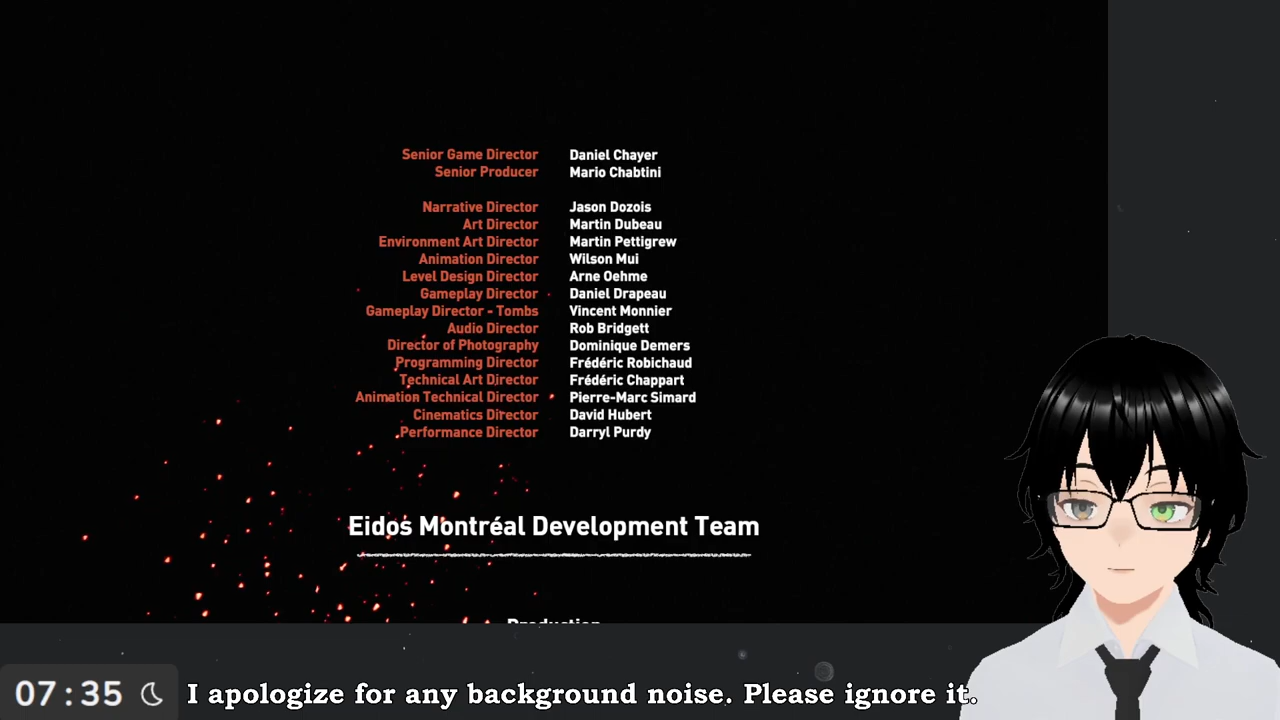 Senior Game Director Daniel Chayer
Senior Producer Mario Chabtini
Narrative Director Jason Dozois
Art Director Martin Dubeau
Environment Art Director Martin Pettigrew
Animation Director Wilson Mui
Level Design Director Arne Oehme
Gameplay Director Daniel Drapeau
Gameplay Director - Tombs Vincent Monnier
Audio Director Rob Bridgett
Director of Photography Dominique Demers
Programming Director Frédéric Robichaud
Technical Art Director Frédéric Chappart
Animation Technical Director Pierre-Marc Simard
Cinematics Director David Hubert
Performance Director Darryl Purdy
Eidos Montréal Development Team
Production
07:35 I apologize for any background noise. Please ignore it.